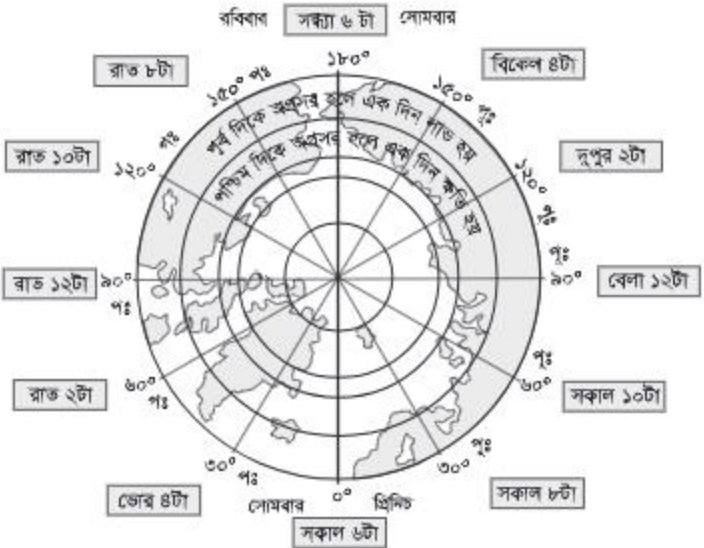 রবিবার সন্ধ্যা ৬ টা সোমবার
১৮০°
রাত ৮টা
১৫০° পঃ
১৫০° পূঃ
বিকেল ৪টা
পূর্ব দিকে অগ্রসর হলে এক দিন লাভ হয়
পশ্চিম দিকে অগ্রসর হলে এক দিন ক্ষতি হয়
রাত ১০টা
১২০° পঃ
১২০° পূঃ
দুপুর ২টা
রাত ১২টা
৯০° পঃ
পূঃ ৯০°
বেলা ১২টা
রাত ২টা
৬০° পঃ
পূঃ ৬০°
সকাল ১০টা
ভোর ৪টা
৩০° পঃ
৩০° পূঃ
সকাল ৮টা
সোমবার ০° গ্রিনিচ
সকাল ৬টা